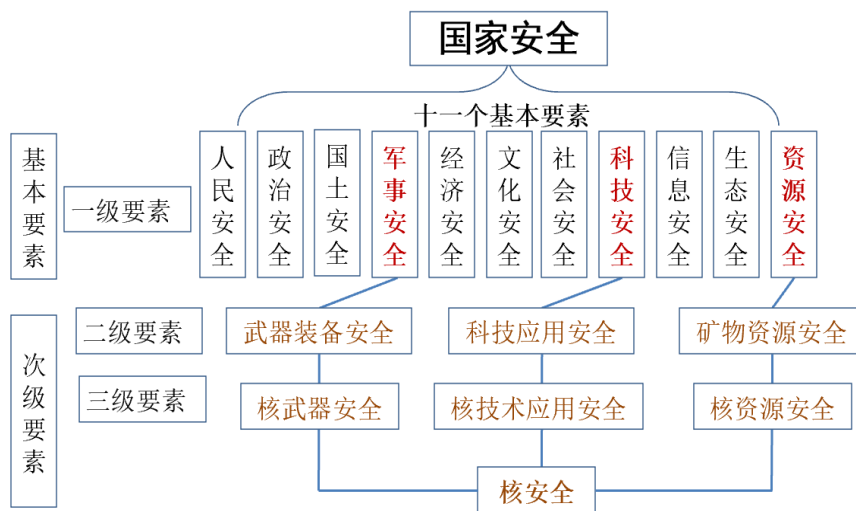 国家安全
十一个基本要素
基本要素
一级要素
人民安全
政治安全
国土安全
军事安全
经济安全
文化安全
社会安全
科技安全
信息安全
生态安全
资源安全
次级要素
二级要素
武器装备安全
科技应用安全
矿物资源安全
三级要素
核武器安全
核技术应用安全
核资源安全
核安全